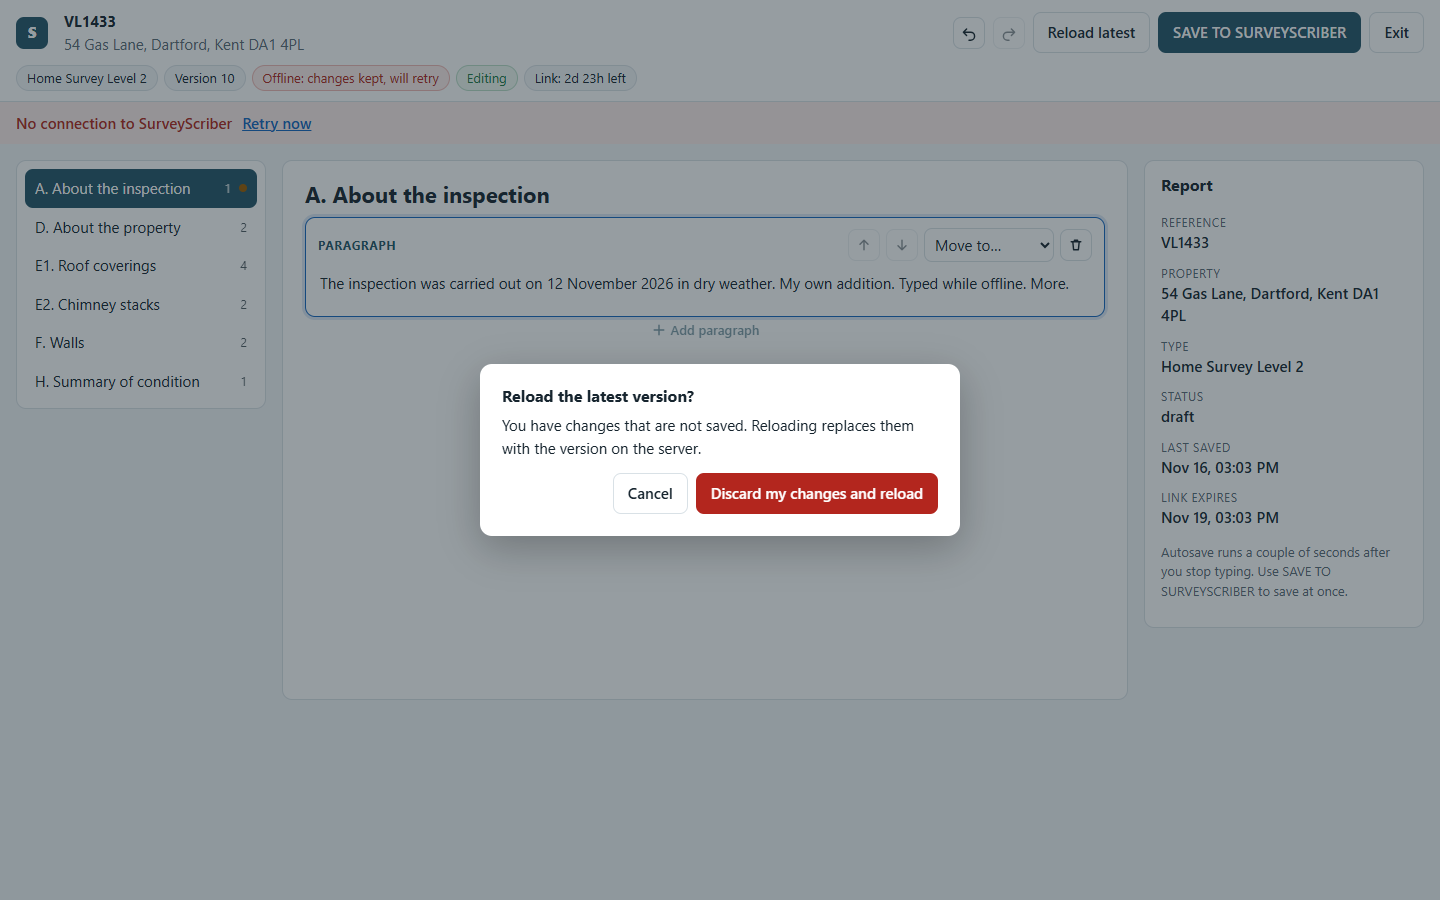 S
VL1433
54 Gas Lane, Dartford, Kent DA1 4PL
Reload latest
SAVE TO SURVEYSCRIBER
Exit
Home Survey Level 2
Version 10
Offline: changes kept, will retry
Editing
Link: 2d 23h left
No connection to SurveyScriber Retry now
A. About the inspection 1
D. About the property 2
E1. Roof coverings 4
E2. Chimney stacks 2
F. Walls 2
H. Summary of condition 1
A. About the inspection
PARAGRAPH
Move to...
The inspection was carried out on 12 November 2026 in dry weather. My own addition. Typed while offline. More.
+ Add paragraph
Reload the latest version?
You have changes that are not saved. Reloading replaces them
with the version on the server.
Cancel
Discard my changes and reload
Report
REFERENCE
VL1433
PROPERTY
54 Gas Lane, Dartford, Kent DA1
4PL
TYPE
Home Survey Level 2
STATUS
draft
LAST SAVED
Nov 16, 03:03 PM
LINK EXPIRES
Nov 19, 03:03 PM
Autosave runs a couple of seconds after
you stop typing. Use SAVE TO
SURVEYSCRIBER to save at once.